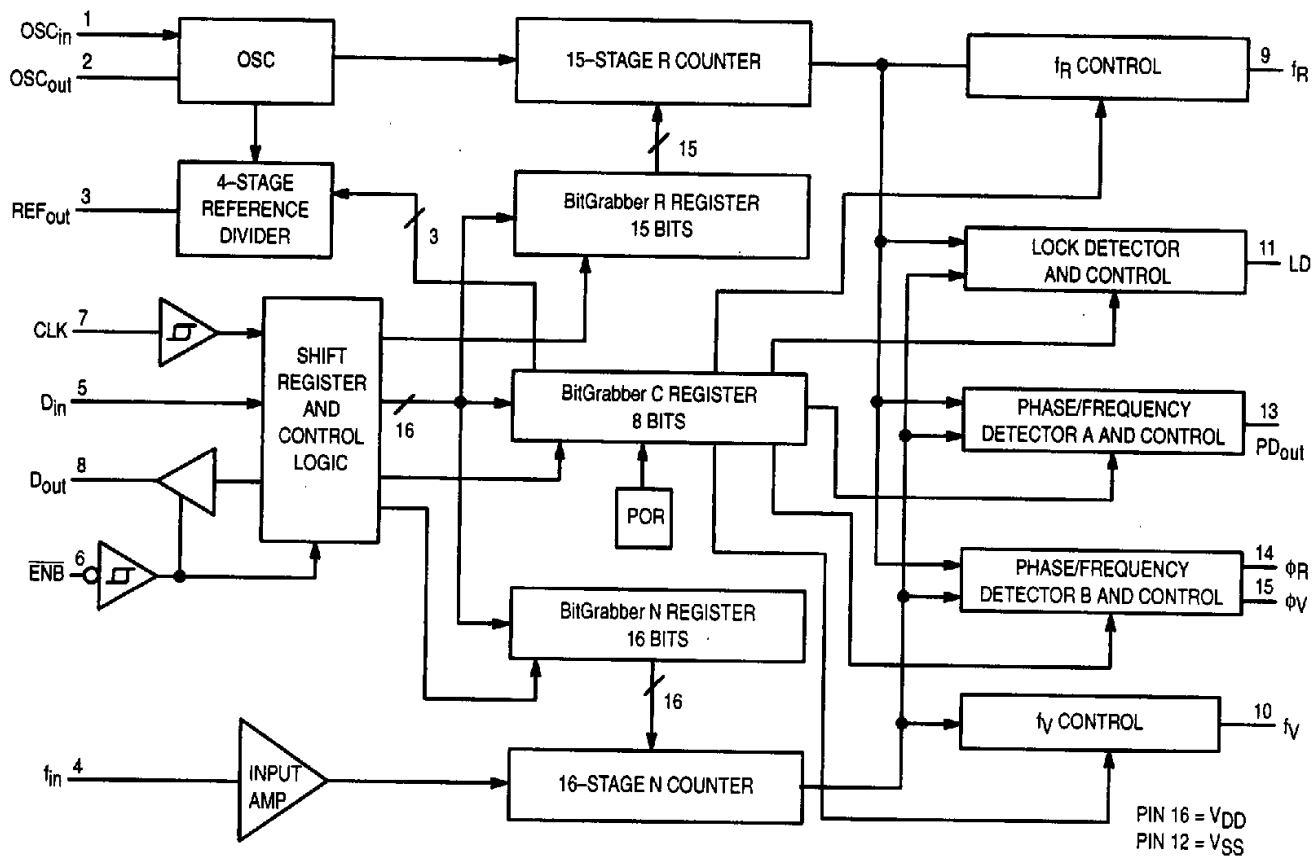 OSCin 1
OSCout 2
OSC
15–STAGE R COUNTER
fR CONTROL
9 fR
15
REFout 3
4–STAGE
REFERENCE
DIVIDER
3
BitGrabber R REGISTER
15 BITS
LOCK DETECTOR
AND CONTROL
11 LD
CLK 7
Din 5
Dout 8
ENB 6
SHIFT
REGISTER
AND
CONTROL
LOGIC
16
BitGrabber C REGISTER
8 BITS
POR
PHASE/FREQUENCY
DETECTOR A AND CONTROL
13
PDout
PHASE/FREQUENCY
DETECTOR B AND CONTROL
14 ϕR
15 ϕV
BitGrabber N REGISTER
16 BITS
16
fin 4
INPUT
AMP
16–STAGE N COUNTER
fV CONTROL
10 fV
PIN 16 = VDD
PIN 12 = VSS